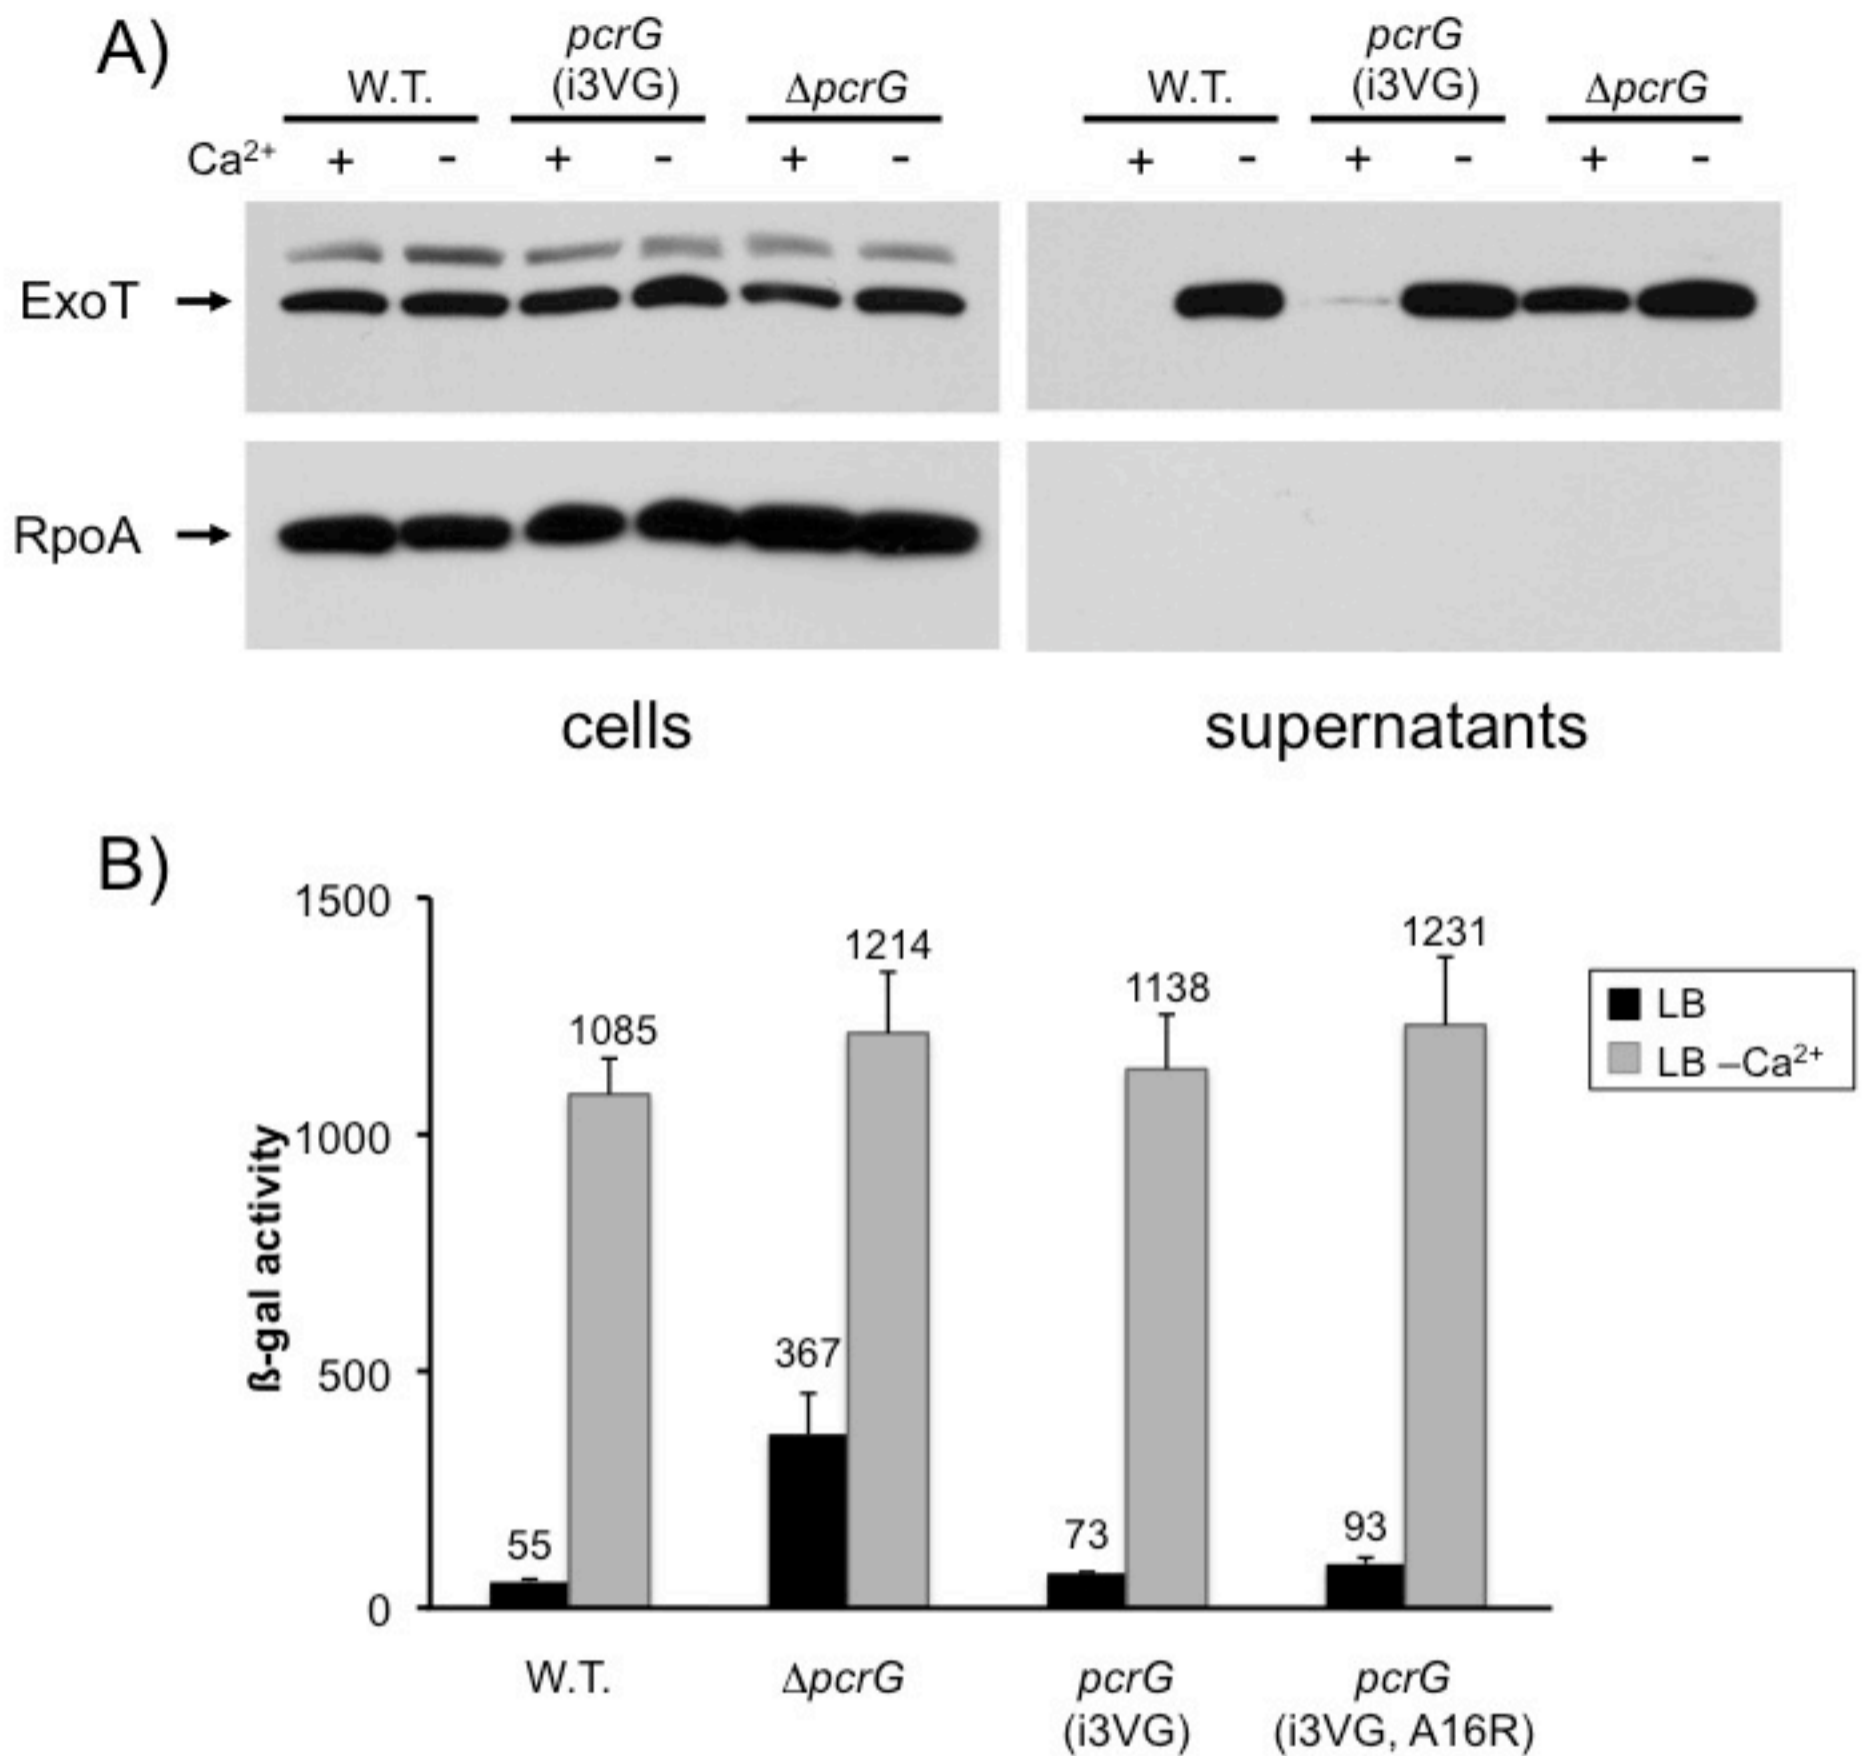 A)
pcrG
W.T. (i3VG) ΔpcrG
pcrG
W.T. (i3VG) ΔpcrG
Ca²⁺ + - + - + - + - + - + -
ExoT
RpoA
cells supernatants
B)
1500
1000
500
0
ß-gal activity
55
1085
367
1214
73
1138
93
1231
LB
LB –Ca²⁺
W.T.
ΔpcrG
pcrG
(i3VG)
pcrG
(i3VG, A16R)